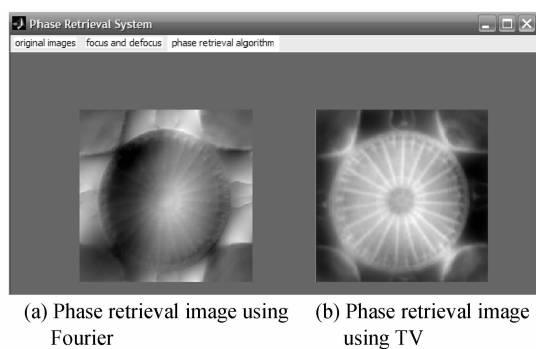 Phase Retrieval System
original images focus and defocus phase retrieval algorithm
(a) Phase retrieval image using
Fourier
(b) Phase retrieval image
using TV